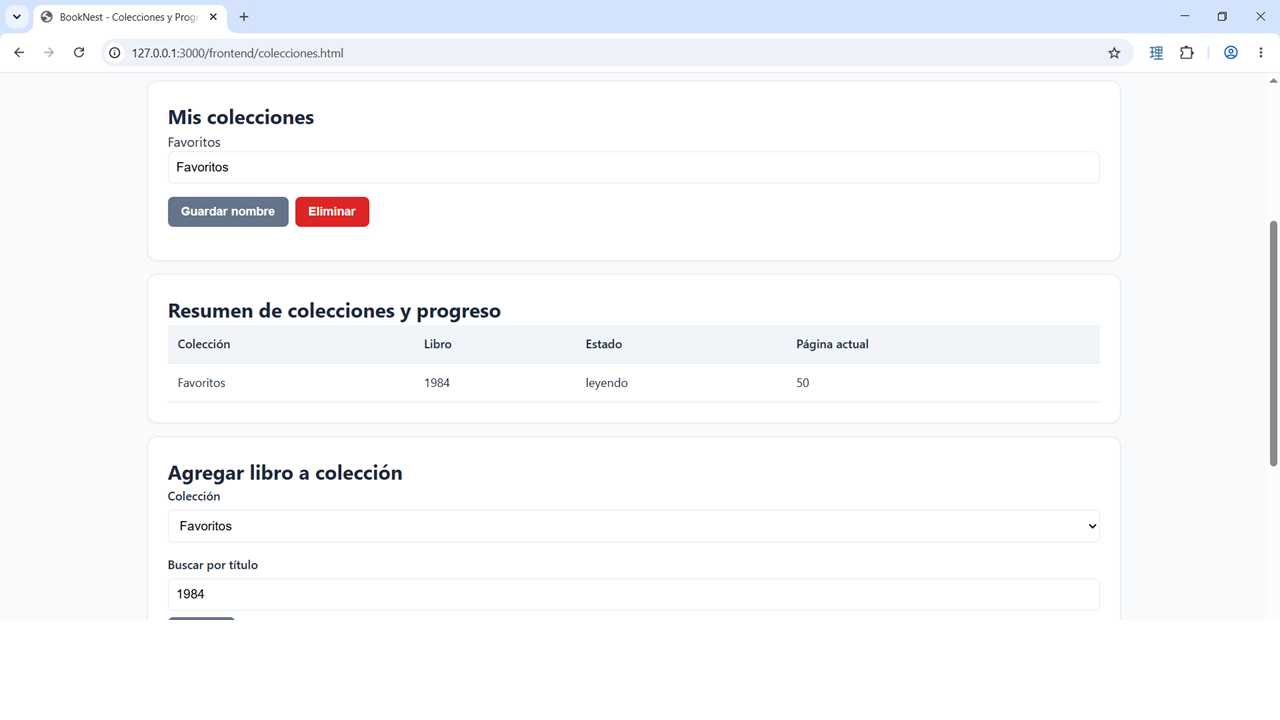 BookNest - Colecciones y Progr
127.0.0.1:3000/frontend/colecciones.html
理
Mis colecciones
Favoritos
Favoritos
Guardar nombre Eliminar
Resumen de colecciones y progreso
Colección Libro Estado Página actual
Favoritos 1984 leyendo 50
Agregar libro a colección
Colección
Favoritos
Buscar por título
1984